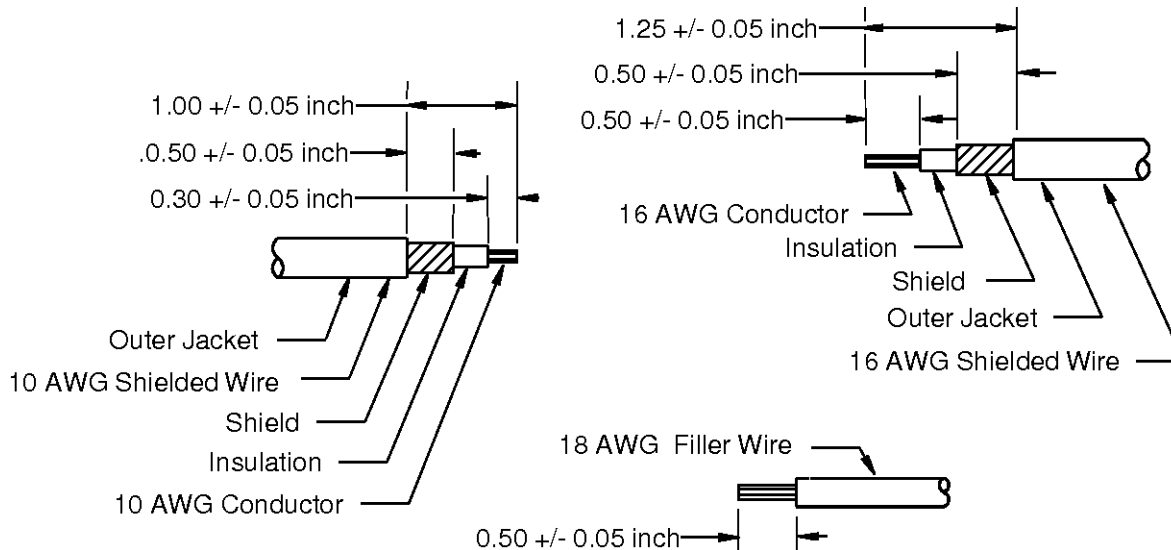 1.00 +/- 0.05 inch
.0.50 +/- 0.05 inch
0.30 +/- 0.05 inch
Outer Jacket
10 AWG Shielded Wire
Shield
Insulation
10 AWG Conductor
1.25 +/- 0.05 inch
0.50 +/- 0.05 inch
0.50 +/- 0.05 inch
16 AWG Conductor
Insulation
Shield
Outer Jacket
16 AWG Shielded Wire
18 AWG Filler Wire
0.50 +/- 0.05 inch